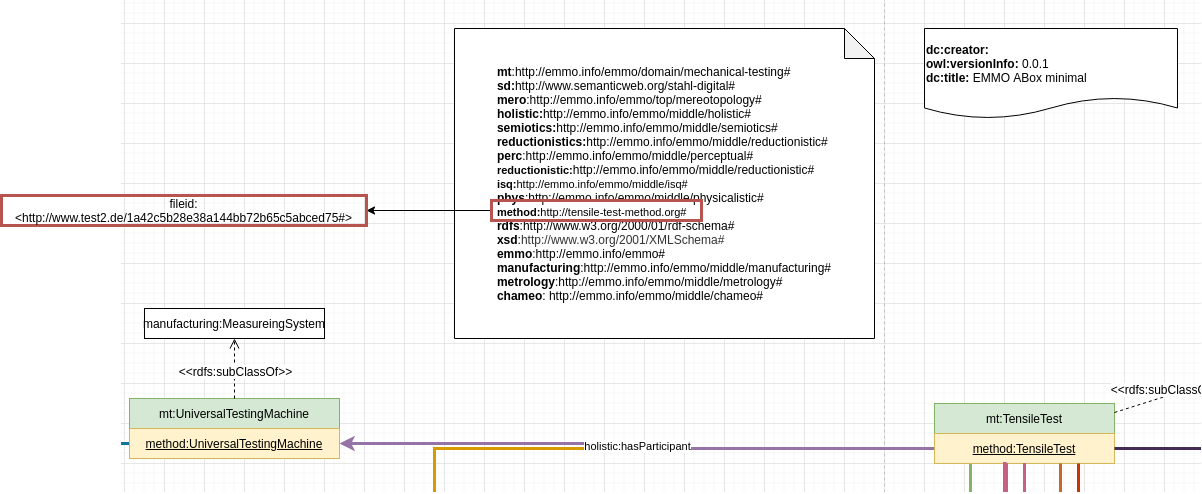 mt:http://emmo.info/emmo/domain/mechanical-testing#
sd:http://www.semanticweb.org/stahl-digital#
mero:http://emmo.info/emmo/top/mereotopology#
holistic:http://emmo.info/emmo/middle/holistic#
semiotics:http://emmo.info/emmo/middle/semiotics#
reductionistics:http://emmo.info/emmo/middle/reductionistic#
perc:http://emmo.info/emmo/middle/perceptual#
reductionistic:http://emmo.info/emmo/middle/reductionistic#
isq:http://emmo.info/emmo/middle/isq#
phys:http://emmo.info/emmo/middle/physicalistic#
method:http://tensile-test-method.org#
rdfs:http://www.w3.org/2000/01/rdf-schema#
xsd:http://www.w3.org/2001/XMLSchema#
emmo:http://emmo.info/emmo#
manufacturing:http://emmo.info/emmo/middle/manufacturing#
metrology:http://emmo.info/emmo/middle/metrology#
chameo: http://emmo.info/emmo/middle/chameo#
dc:creator:
owl:versionInfo: 0.0.1
dc:title: EMMO ABox minimal
fileid:
<http://www.test2.de/1a42c5b28e38a144bb72b65c5abced75#>
manufacturing:MeasureingSystem
<<rdfs:subClassOf>>
mt:UniversalTestingMachine
method:UniversalTestingMachine
holistic:hasParticipant
<<rdfs:subClassO
mt:TensileTest
method:TensileTest